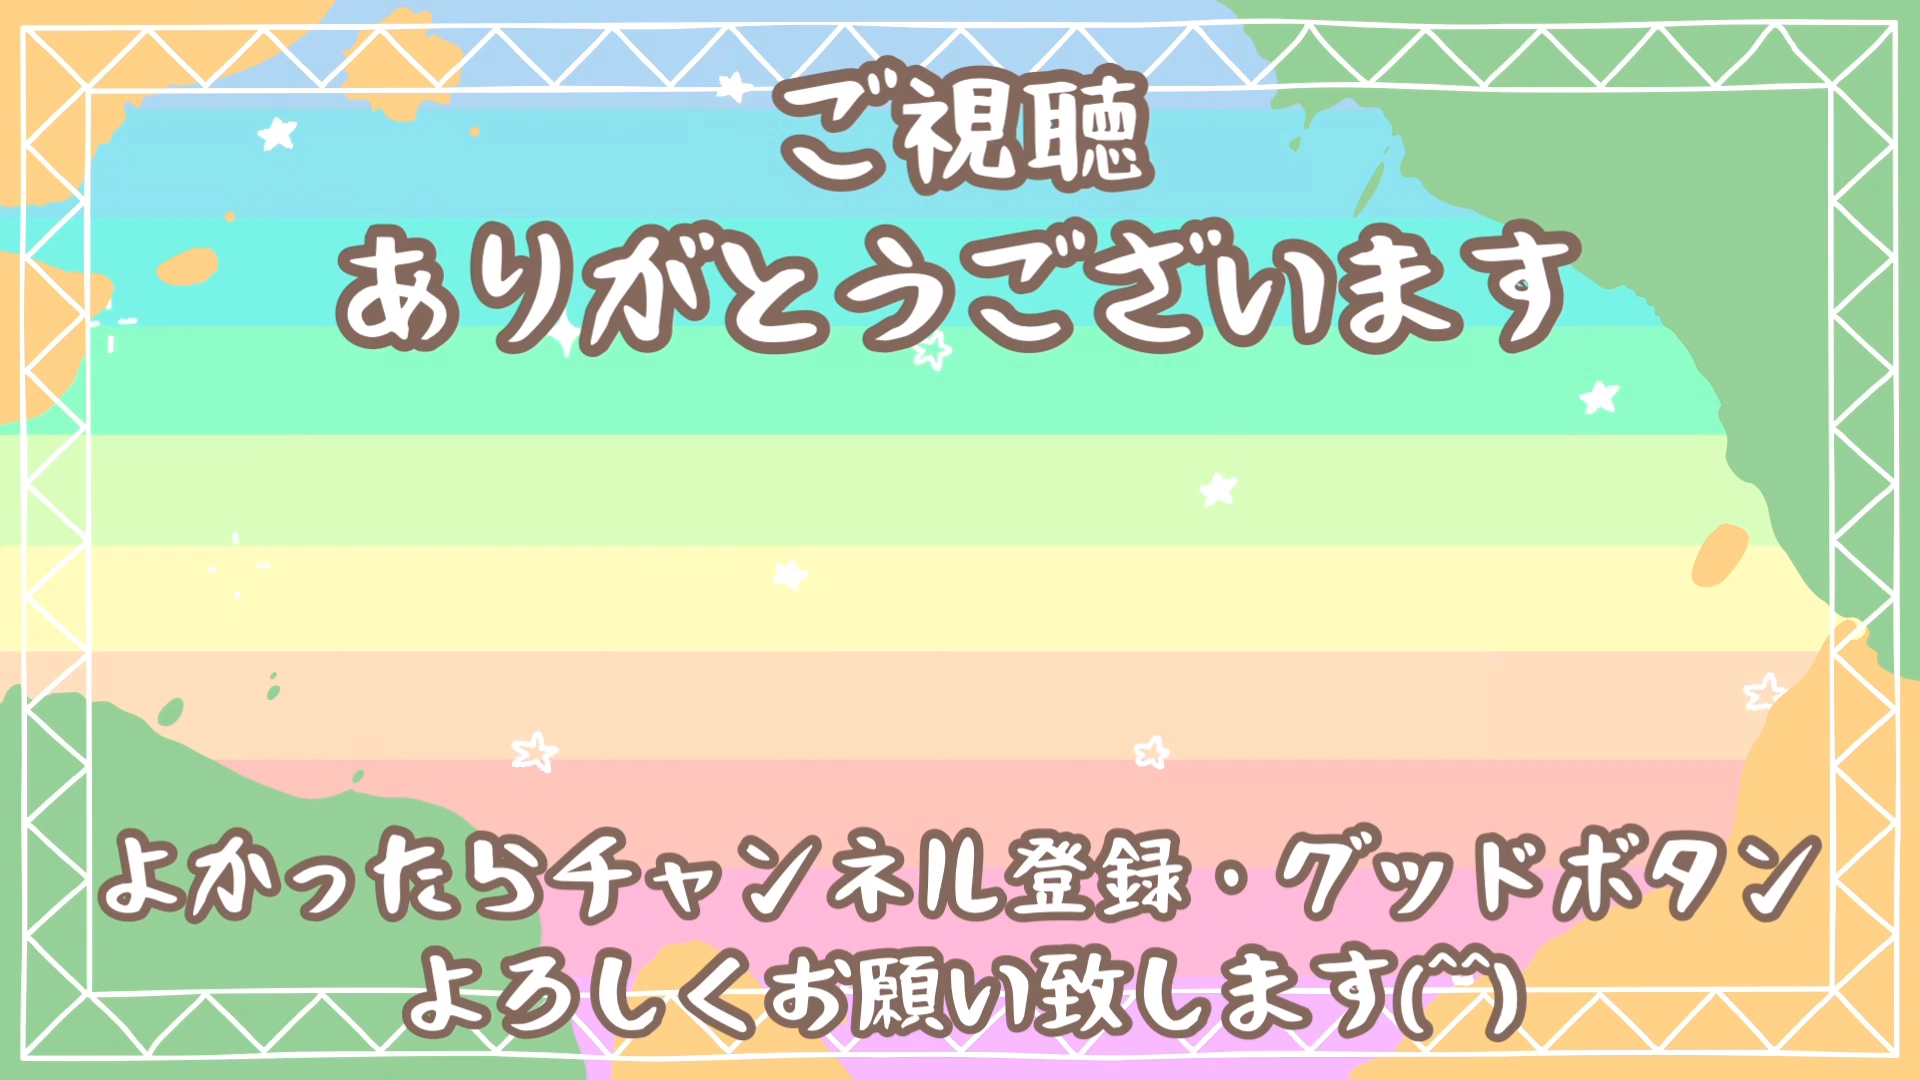 ご視聴
ありがとうございます
よかったらチャンネル登録・グッドボタン
よろしくお願い致します(^^)